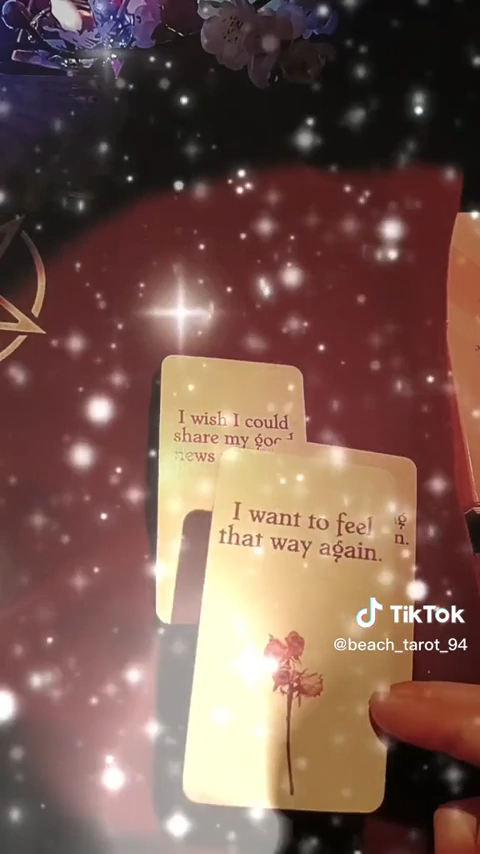 I wish I could
share my
news
I want to feel
that way again.
g
n.
TikTok
@beach_tarot_94